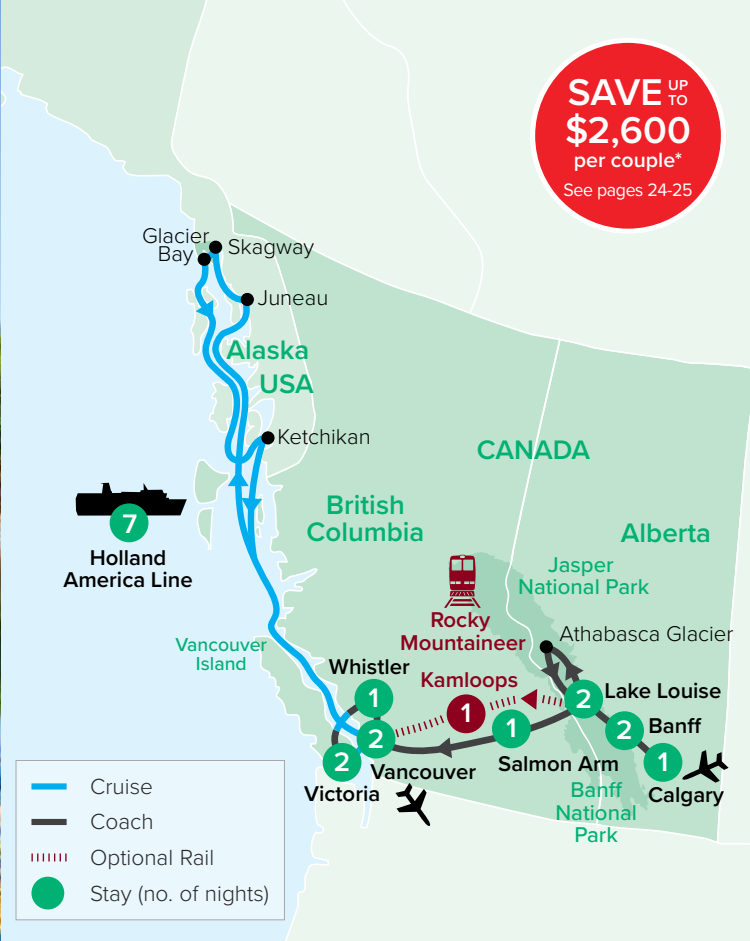 SAVE UP TO
$2,600
per couple*
See pages 24-25
Glacier
Bay
Skagway
Juneau
Alaska
USA
Ketchikan
CANADA
7
Holland
America Line
British
Columbia
Alberta
Jasper
National Park
Rocky
Mountaineer
Athabasca Glacier
Vancouver
Island
Whistler
1
Kamloops
1
2
Lake Louise
2
Banff
1
Calgary
1
Salmon Arm
2
Vancouver
2
Victoria
Banff
National
Park
Cruise
Coach
Optional Rail
Stay (no. of nights)